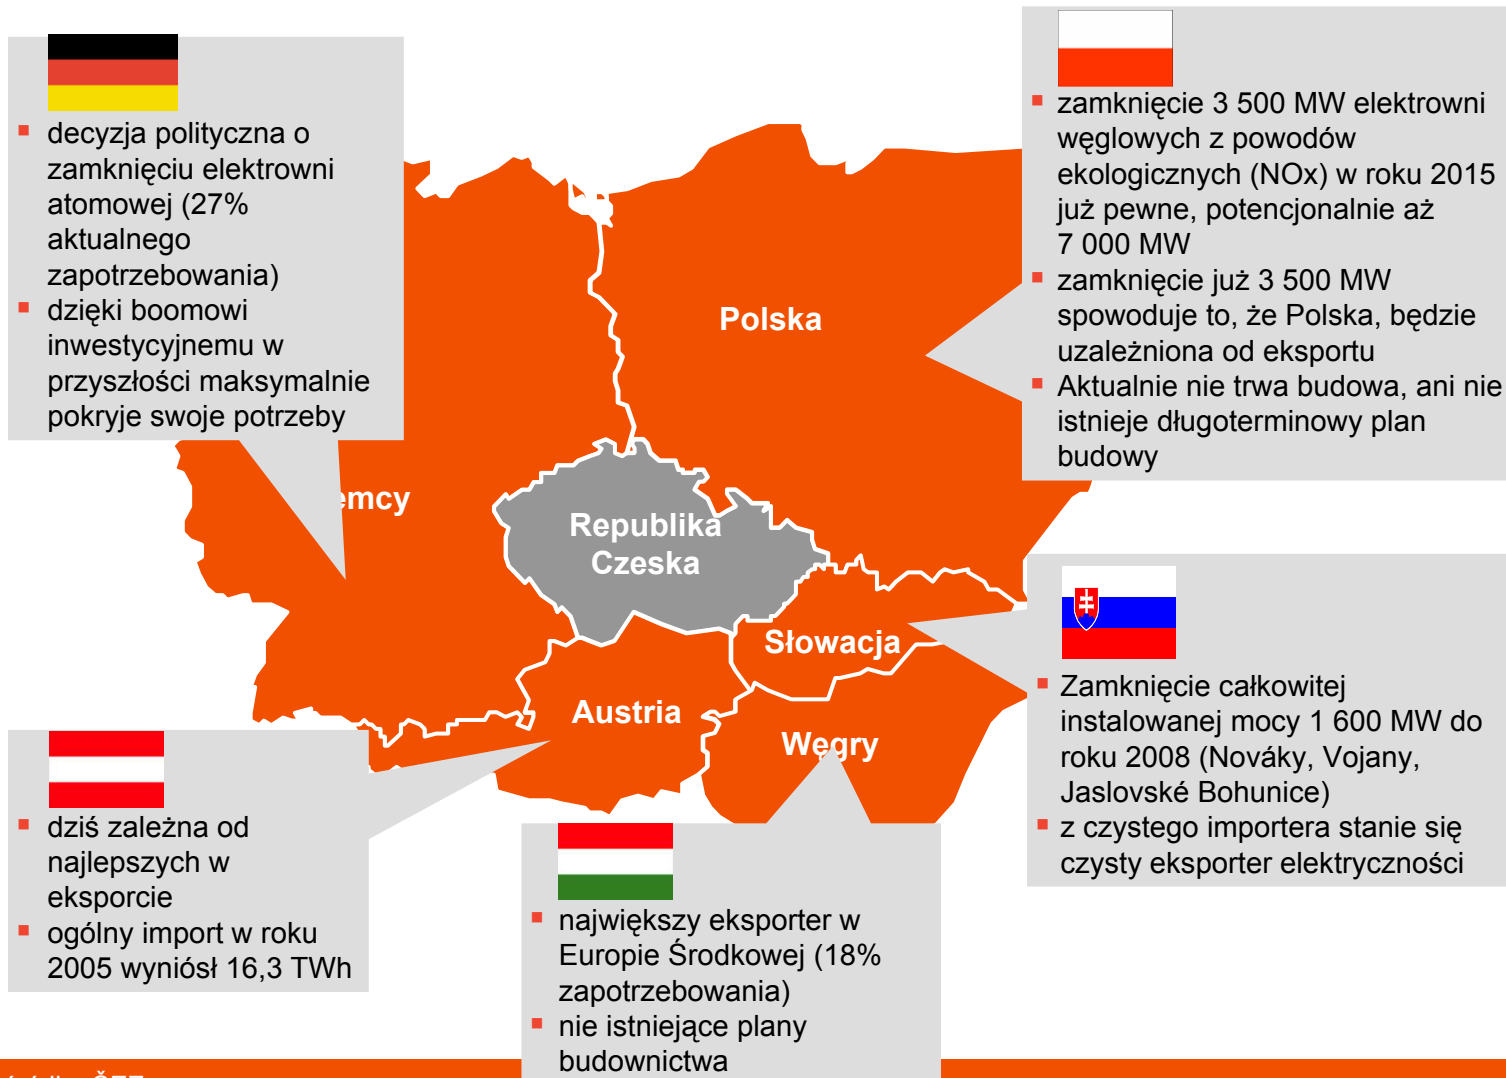 decyzja polityczna o
zamknięciu elektrowni
atomowej (27%
aktualnego
zapotrzebowania)
dzięki boomowi
inwestycyjnemu w
przyszłości maksymalnie
pokryje swoje potrzeby
zamknięcie 3 500 MW elektrowni
węglowych z powodów
ekologicznych (NOx) w roku 2015
już pewne, potencjonalnie aż
7 000 MW
zamknięcie już 3 500 MW
spowoduje to, że Polska, będzie
uzależniona od eksportu
Aktualnie nie trwa budowa, ani nie
istnieje długoterminowy plan
budowy
Polska
emcy
Republika
Czeska
Słowacja
Austria
Węgry
Zamknięcie całkowitej
instalowanej mocy 1 600 MW do
roku 2008 (Nováky, Vojany,
Jaslovské Bohunice)
z czystego importera stanie się
czysty eksporter elektryczności
dziś zależna od
najlepszych w
eksporcie
ogólny import w roku
2005 wyniósł 16,3 TWh
największy eksporter w
Europie Środkowej (18%
zapotrzebowania)
nie istniejące plany
budownictwa